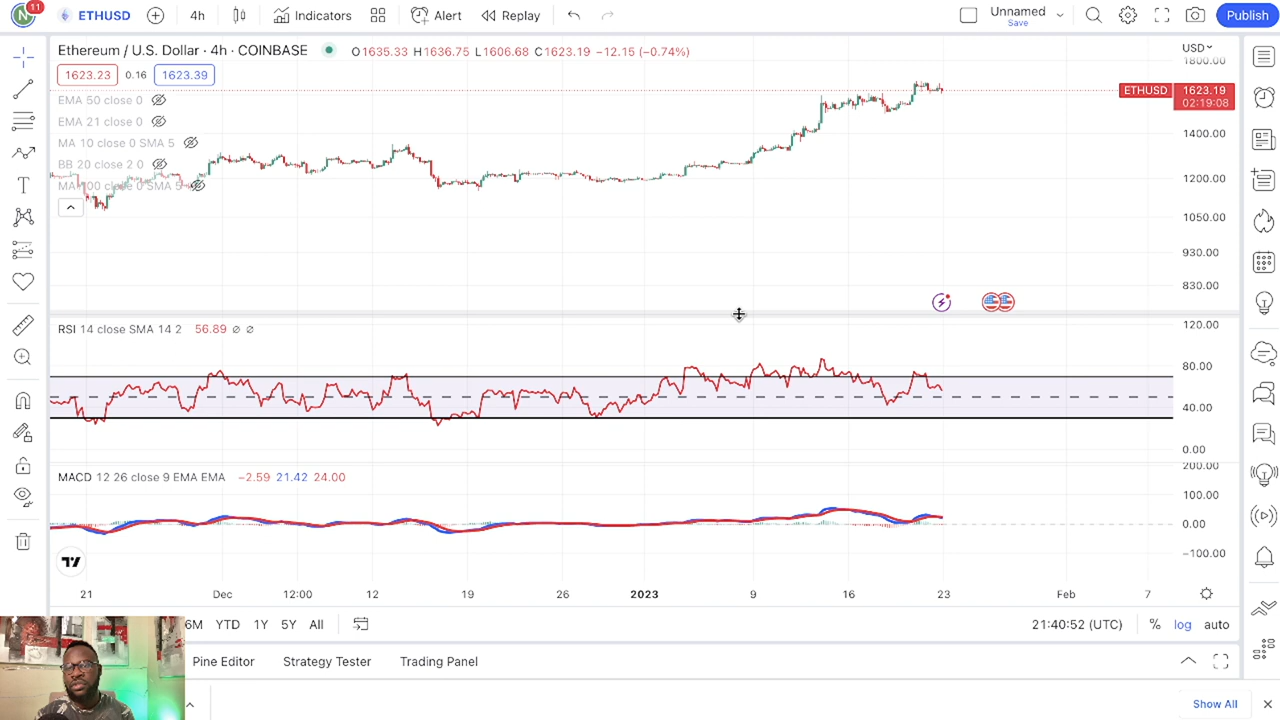 N 11 ETHUSD 4h Indicators Alert Replay Unnamed Save Publish
Ethereum / U.S. Dollar · 4h · COINBASE O1635.33 H1636.75 L1606.68 C1623.19 −12.15 (−0.74%) USD
1800.00
1623.23 0.16 1623.39
ETHUSD 1623.19
02:19:08
EMA 50 close 0
EMA 21 close 0
1400.00
MA 10 close 0 SMA 5
BB 20 close 2 0
1200.00
MA 100 close 0 SMA 5
1050.00
930.00
830.00
120.00
RSI 14 close SMA 14 2 56.89 ∅ ∅
80.00
40.00
0.00
200.00
MACD 12 26 close 9 EMA EMA −2.59 21.42 24.00
100.00
0.00
−100.00
21 Dec 12:00 12 19 26 2023 9 16 23 Feb 7
6M YTD 1Y 5Y All 21:40:52 (UTC) % log auto
Pine Editor Strategy Tester Trading Panel
Show All